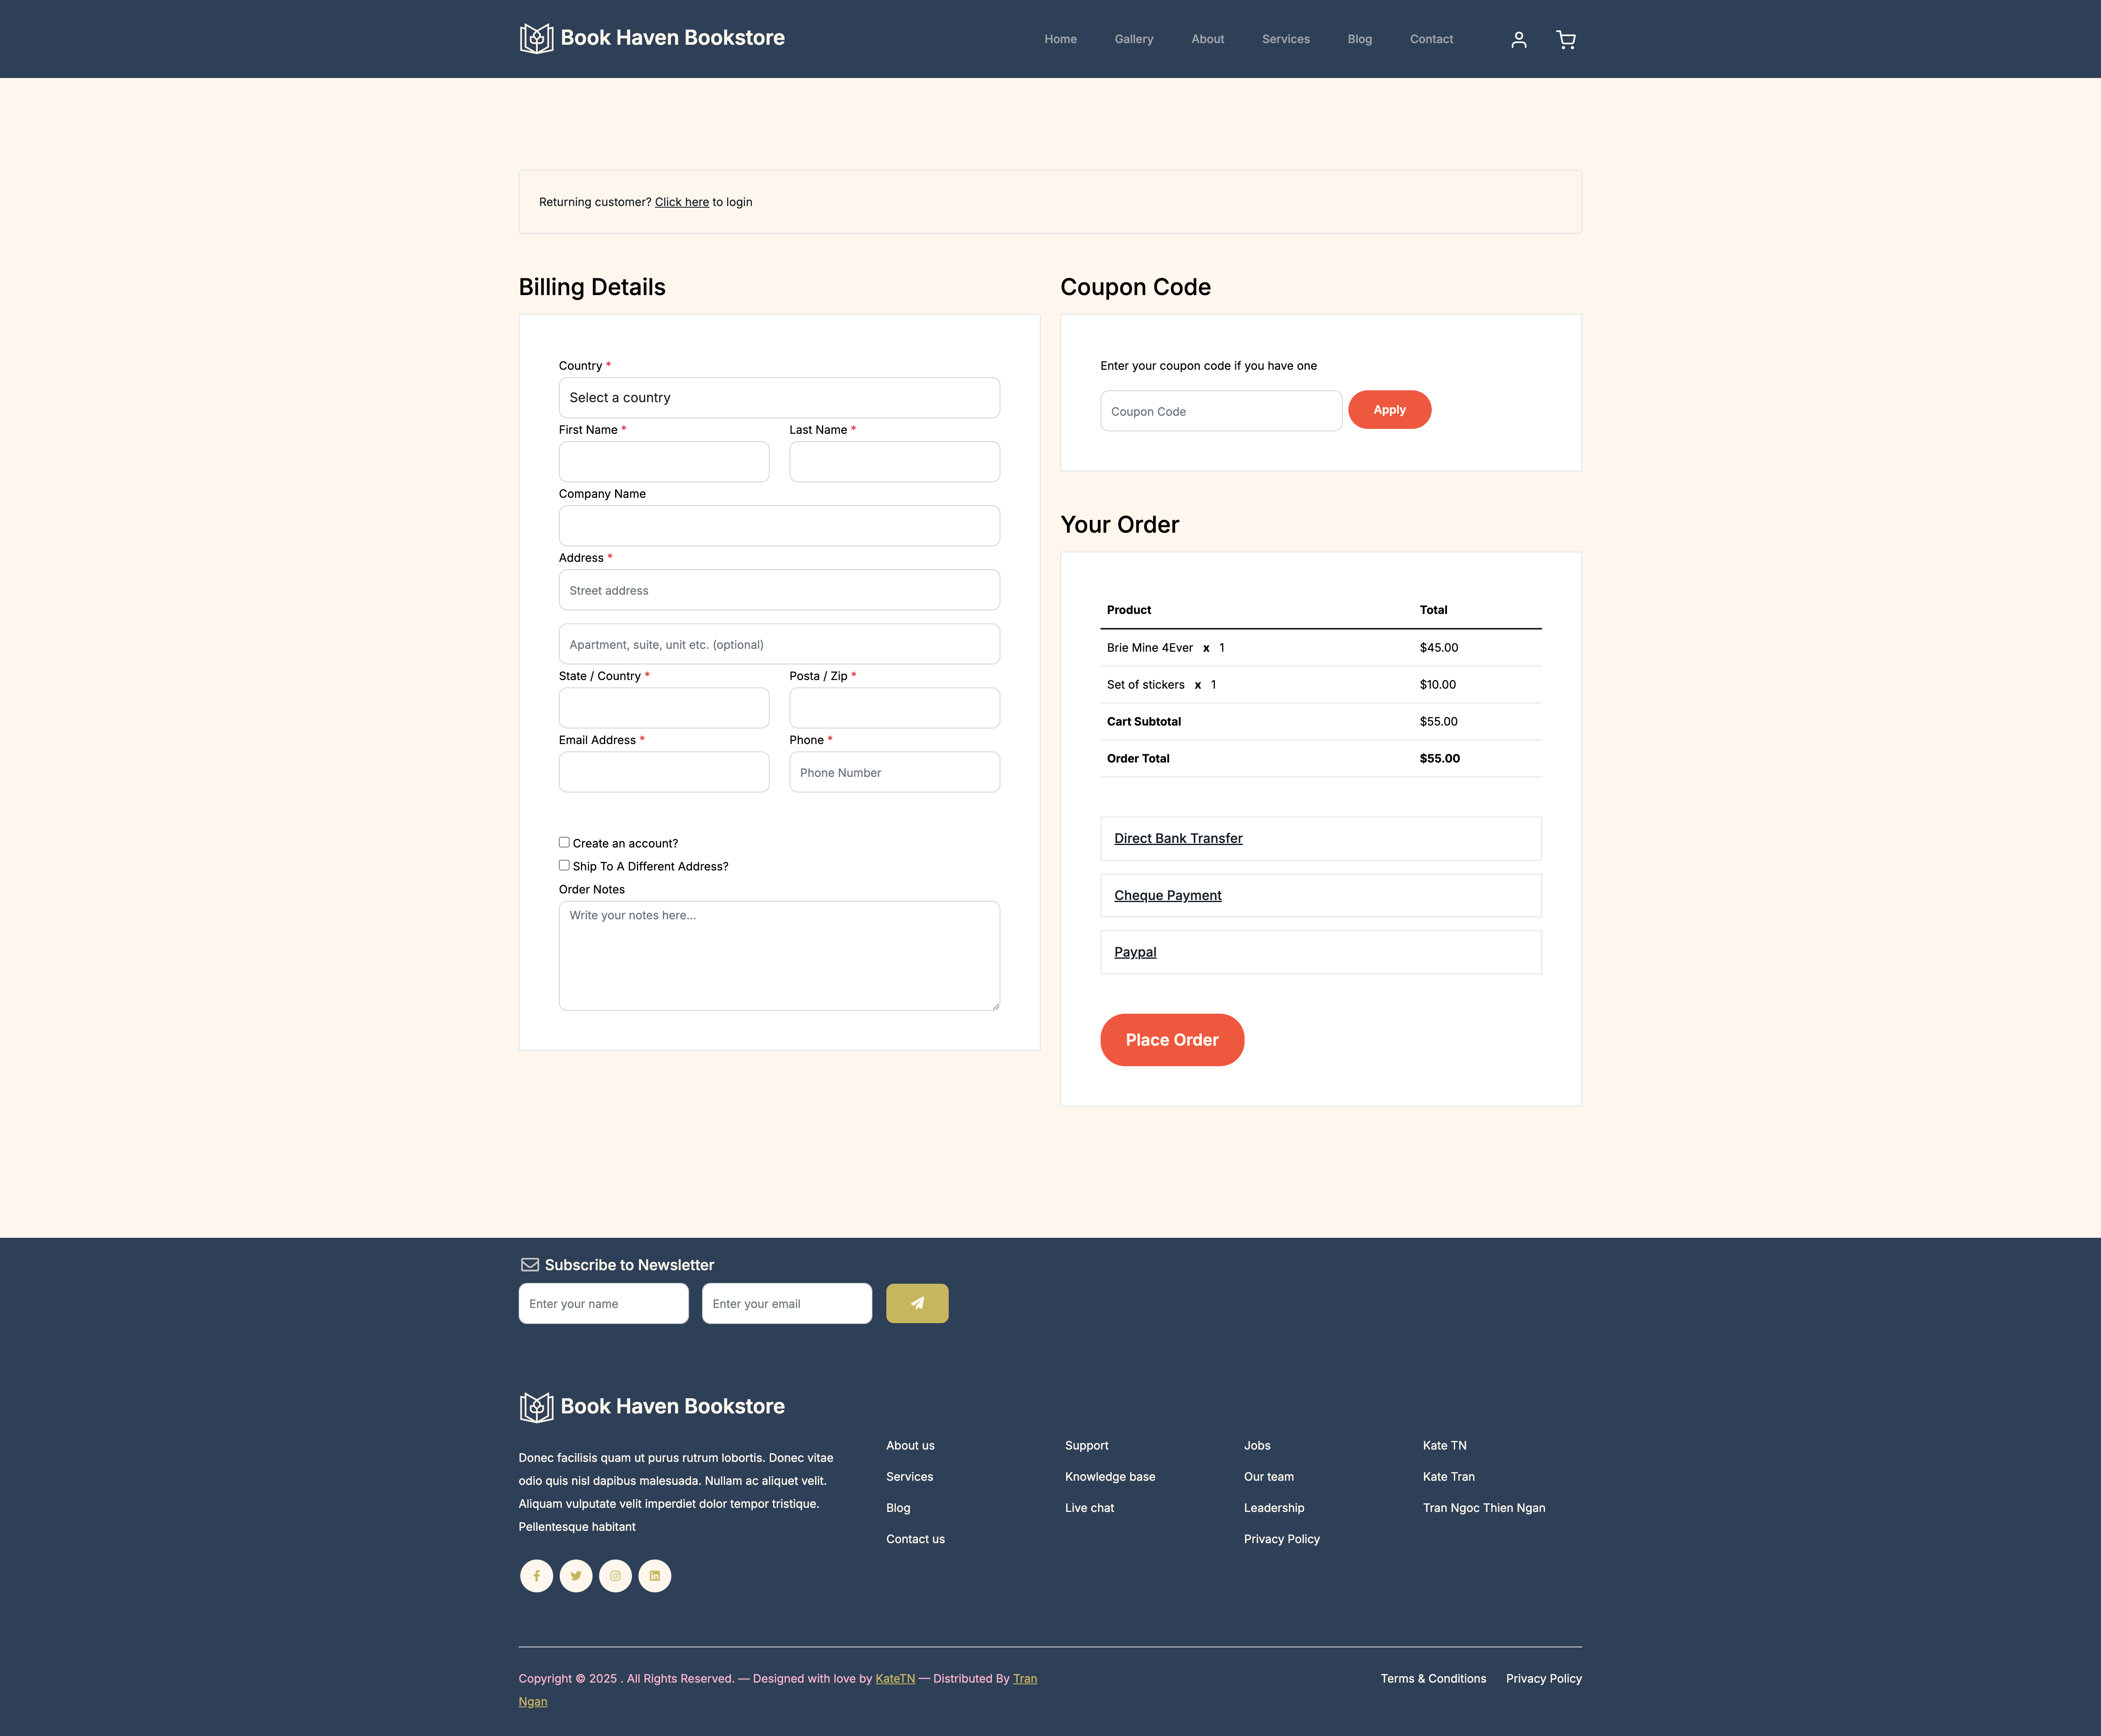 Book Haven Bookstore
Home Gallery About Services Blog Contact
Returning customer? Click here to login
Billing Details
Country *
Select a country
First Name * Last Name *
Company Name
Address *
Street address
Apartment, suite, unit etc. (optional)
State / Country * Posta / Zip *
Email Address * Phone *
Phone Number
Create an account?
Ship To A Different Address?
Order Notes
Write your notes here...
Coupon Code
Enter your coupon code if you have one
Coupon Code Apply
Your Order
Product Total
Brie Mine 4Ever x 1 $45.00
Set of stickers x 1 $10.00
Cart Subtotal $55.00
Order Total $55.00
Direct Bank Transfer
Cheque Payment
Paypal
Place Order
Subscribe to Newsletter
Enter your name Enter your email
Book Haven Bookstore
Donec facilisis quam ut purus rutrum lobortis. Donec vitae
odio quis nisl dapibus malesuada. Nullam ac aliquet velit.
Aliquam vulputate velit imperdiet dolor tempor tristique.
Pellentesque habitant
About us
Services
Blog
Contact us
Support
Knowledge base
Live chat
Jobs
Our team
Leadership
Privacy Policy
Kate TN
Kate Tran
Tran Ngoc Thien Ngan
Copyright © 2025 . All Rights Reserved. — Designed with love by KateTN — Distributed By Tran
Ngan
Terms & Conditions Privacy Policy